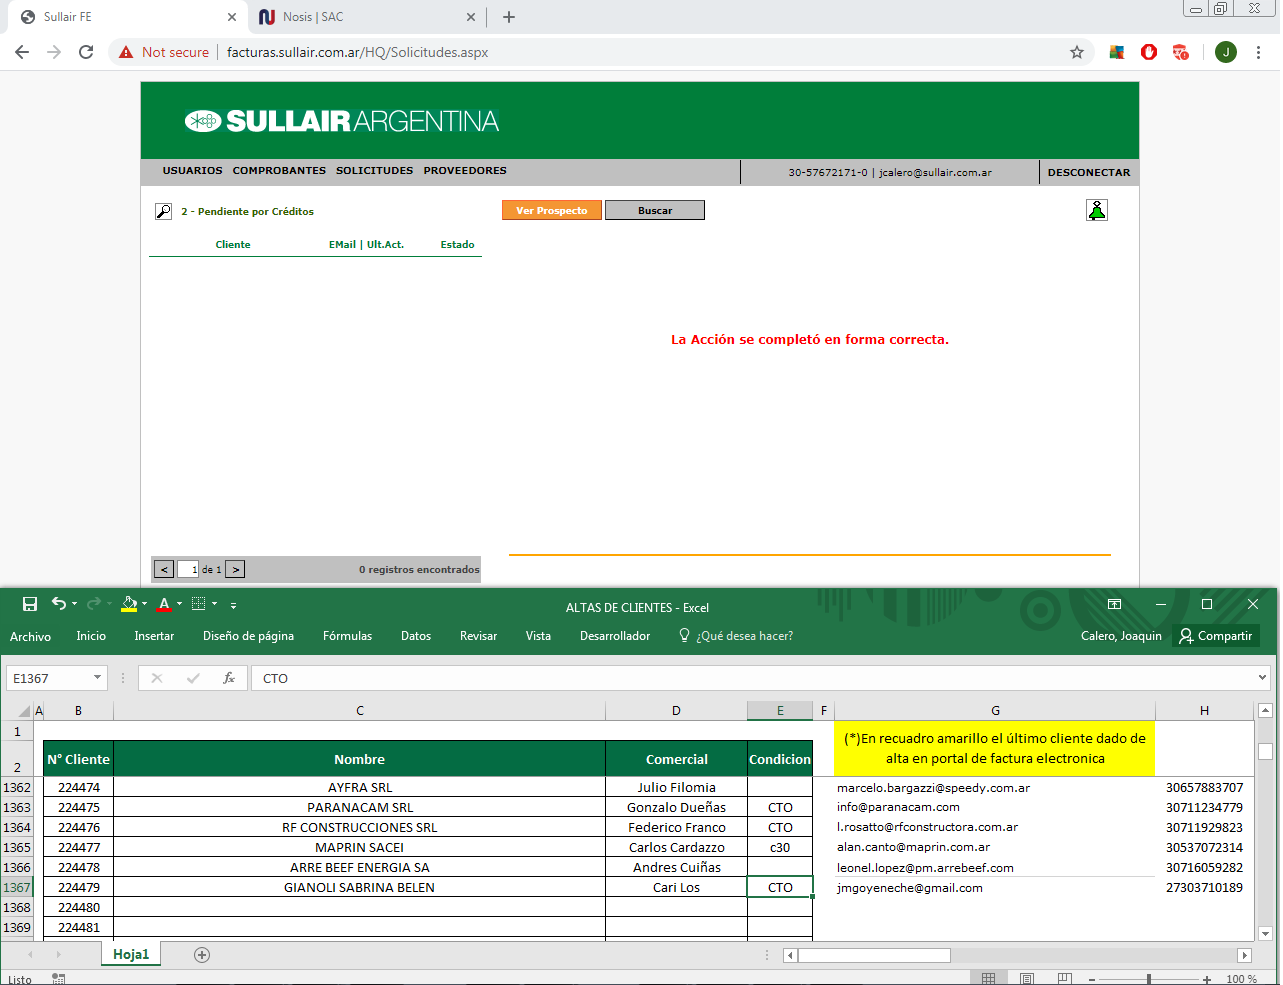 Sullair FE
Nosis | SAC
Not secure | facturas.sullair.com.ar/HQ/Solicitudes.aspx
J
SULLAIR ARGENTINA
USUARIOS COMPROBANTES SOLICITUDES PROVEEDORES
30-57672171-0 | jcalero@sullair.com.ar
DESCONECTAR
2 - Pendiente por Créditos
Ver Prospecto
Buscar
Cliente EMail | Ult.Act. Estado
La Acción se completó en forma correcta.
< 1 de 1 > 0 registros encontrados
ALTAS DE CLIENTES - Excel
Archivo Inicio Insertar Diseño de página Fórmulas Datos Revisar Vista Desarrollador ¿Qué desea hacer? Calero, Joaquin Compartir
E1367 fx CTO
A B C D E F G H
1 (*)En recuadro amarillo el último cliente dado de
alta en portal de factura electronica
2 N° Cliente Nombre Comercial Condicion
1362 224474 AYFRA SRL Julio Filomia marcelo.bargazzi@speedy.com.ar 30657883707
1363 224475 PARANACAM SRL Gonzalo Dueñas CTO info@paranacam.com 30711234779
1364 224476 RF CONSTRUCCIONES SRL Federico Franco CTO l.rosatto@rfconstructora.com.ar 30711929823
1365 224477 MAPRIN SACEI Carlos Cardazzo c30 alan.canto@maprin.com.ar 30537072314
1366 224478 ARRE BEEF ENERGIA SA Andres Cuiñas leonel.lopez@pm.arrebeef.com 30716059282
1367 224479 GIANOLI SABRINA BELEN Cari Los CTO jmgoyeneche@gmail.com 27303710189
1368 224480
1369 224481
Hoja1
Listo
100 %